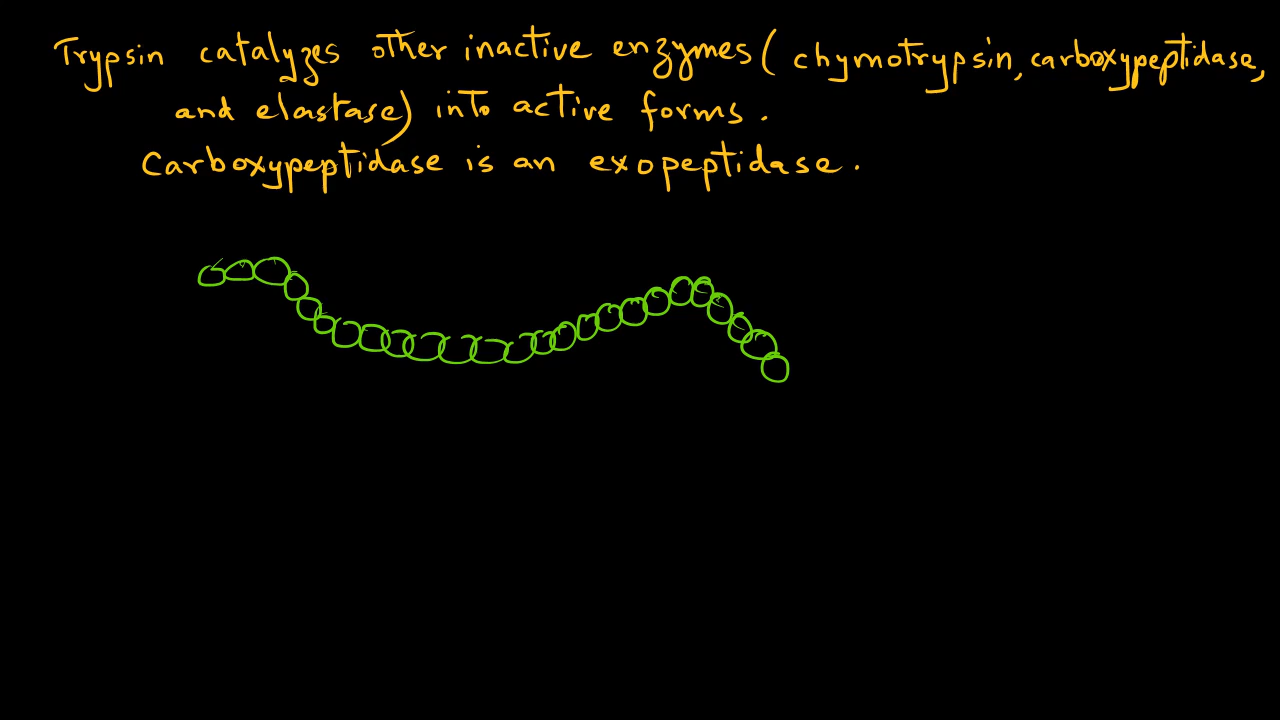 Trypsin catalyzes other inactive enzymes ( chymotrypsin, carboxypeptidase,
and elastase) into active forms.
Carboxypeptidase is an exopeptidase.